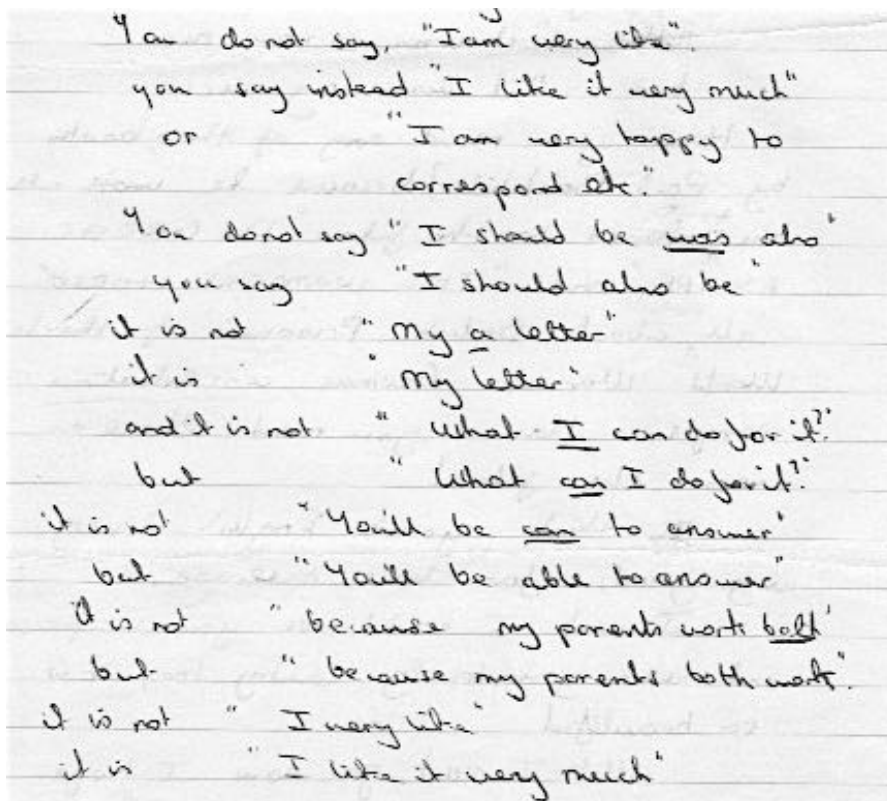 You do not say, "I am very like"
you say instead "I like it very much"
or "I am very happy to
correspond etc."
You do not say "I should be was also"
you say "I should also be"
it is not "My a letter"
it is "My letter"
and it is not "What I can do for it?"
but "What can I do for it?"
it is not "You'll be can to answer"
but "You'll be able to answer"
it is not "because my parents work both"
but "because my parents both work".
it is not "I very like"
it is "I like it very much"